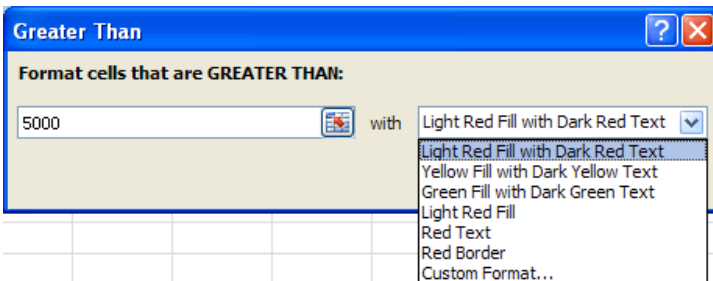 Greater Than
Format cells that are GREATER THAN:
5000 with Light Red Fill with Dark Red Text
Light Red Fill with Dark Red Text
Yellow Fill with Dark Yellow Text
Green Fill with Dark Green Text
Light Red Fill
Red Text
Red Border
Custom Format...